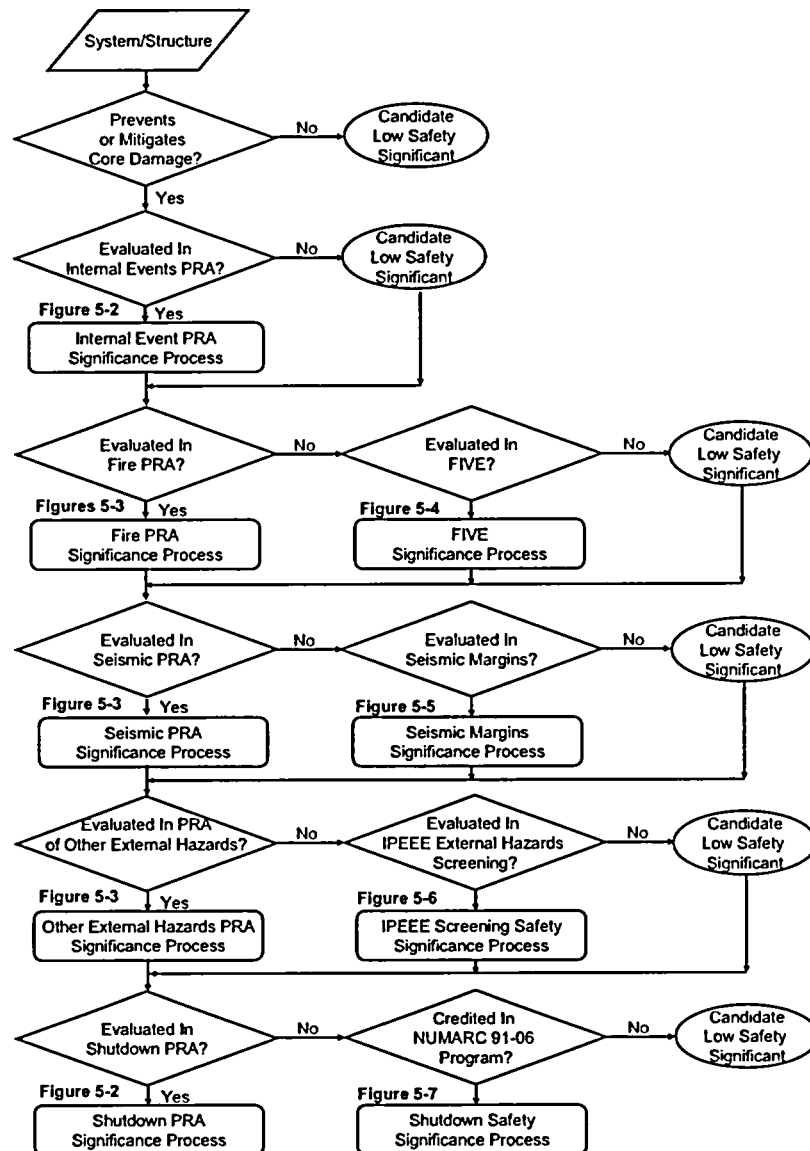 System/Structure
Prevents
or Mitigates
Core Damage?
No
Candidate
Low Safety
Significant
Yes
Evaluated In
Internal Events PRA?
No
Candidate
Low Safety
Significant
Figure 5-2
Yes
Internal Event PRA
Significance Process
Evaluated In
Fire PRA?
No
Evaluated In
FIVE?
No
Candidate
Low Safety
Significant
Figures 5-3
Yes
Figure 5-4
Fire PRA
Significance Process
FIVE
Significance Process
Evaluated In
Seismic PRA?
No
Evaluated In
Seismic Margins?
No
Candidate
Low Safety
Significant
Figure 5-3
Yes
Figure 5-5
Seismic PRA
Significance Process
Seismic Margins
Significance Process
Evaluated In PRA
of Other External Hazards?
No
Evaluated In
IPEEE External Hazards
Screening?
No
Candidate
Low Safety
Significant
Figure 5-3
Yes
Figure 5-6
Other External Hazards PRA
Significance Process
IPEEE Screening Safety
Significance Process
Evaluated In
Shutdown PRA?
No
Credited In
NUMARC 91-06
Program?
No
Candidate
Low Safety
Significant
Figure 5-2
Yes
Figure 5-7
Shutdown PRA
Significance Process
Shutdown Safety
Significance Process